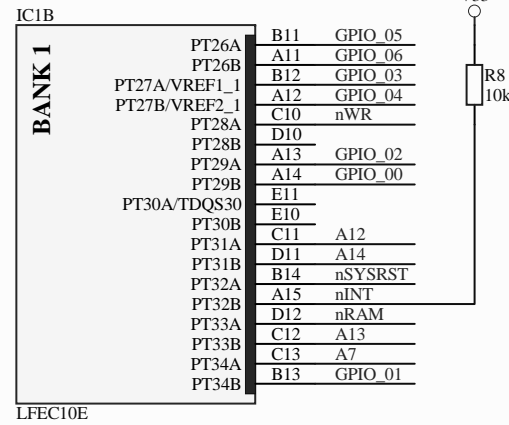 IC1B
BANK 1
PT26A B11 GPIO_05
PT26B A11 GPIO_06
PT27A/VREF1_1 B12 GPIO_03
PT27B/VREF2_1 A12 GPIO_04
PT28A C10 nWR
PT28B D10
PT29A A13 GPIO_02
PT29B A14 GPIO_00
PT30A/TDQS30 E11
PT30B E10
PT31A C11 A12
PT31B D11 A14
PT32A B14 nSYSRST
PT32B A15 nINT
PT33A D12 nRAM
PT33B C12 A13
PT34A C13 A7
PT34B B13 GPIO_01
R8
10k
LFEC10E